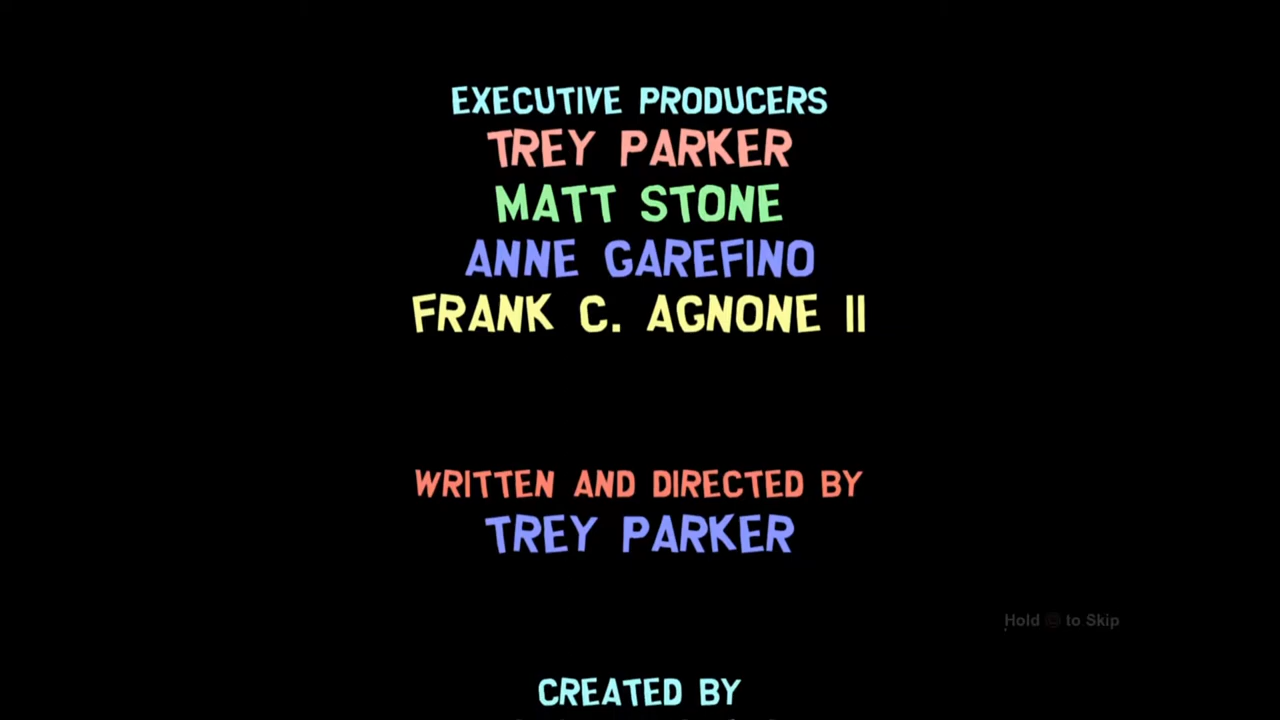 EXECUTIVE PRODUCERS
TREY PARKER
MATT STONE
ANNE GAREFINO
FRANK C. AGNONE II
WRITTEN AND DIRECTED BY
TREY PARKER
Hold to Skip
CREATED BY